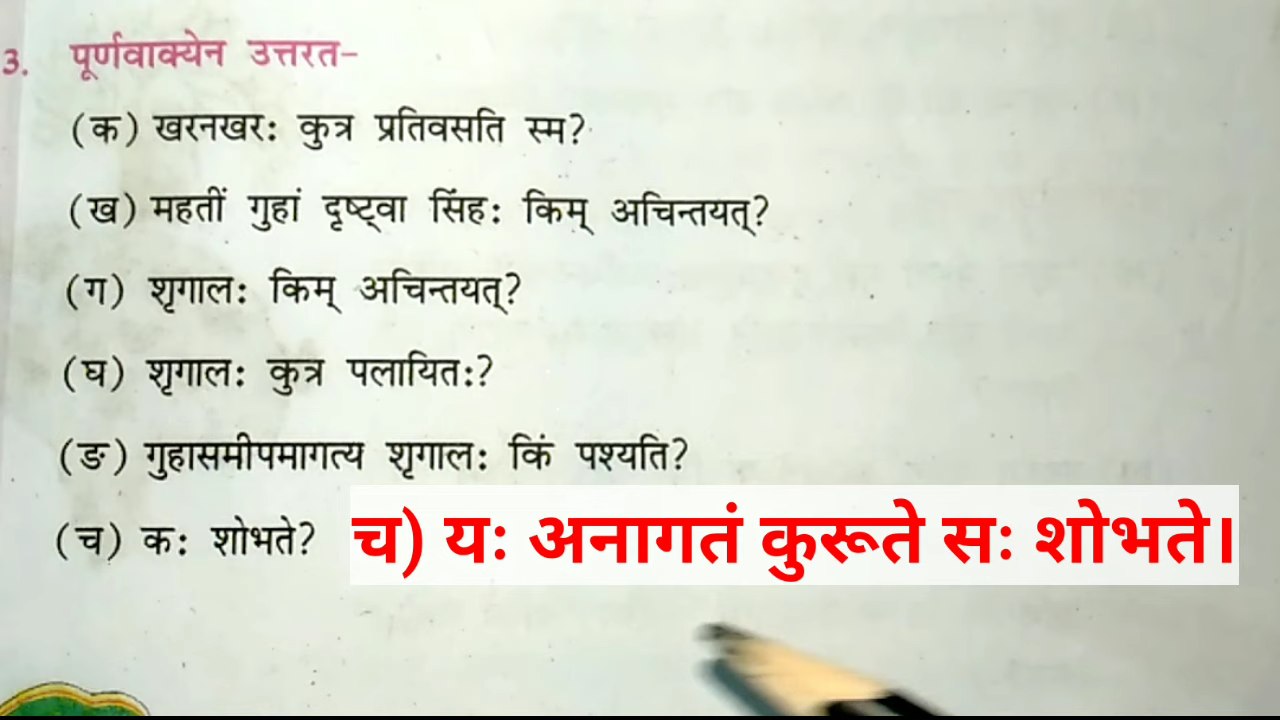 3. पूर्णवाक्येन उत्तरत-
(क) खरनखरः कुत्र प्रतिवसति स्म?
(ख) महतीं गुहां दृष्ट्वा सिंहः किम् अचिन्तयत्?
(ग) शृगालः किम् अचिन्तयत्?
(घ) शृगालः कुत्र पलायितः?
(ङ) गुहासमीपमागत्य शृगालः किं पश्यति?
(च) कः शोभते? च) यः अनागतं कुरूते सः शोभते।